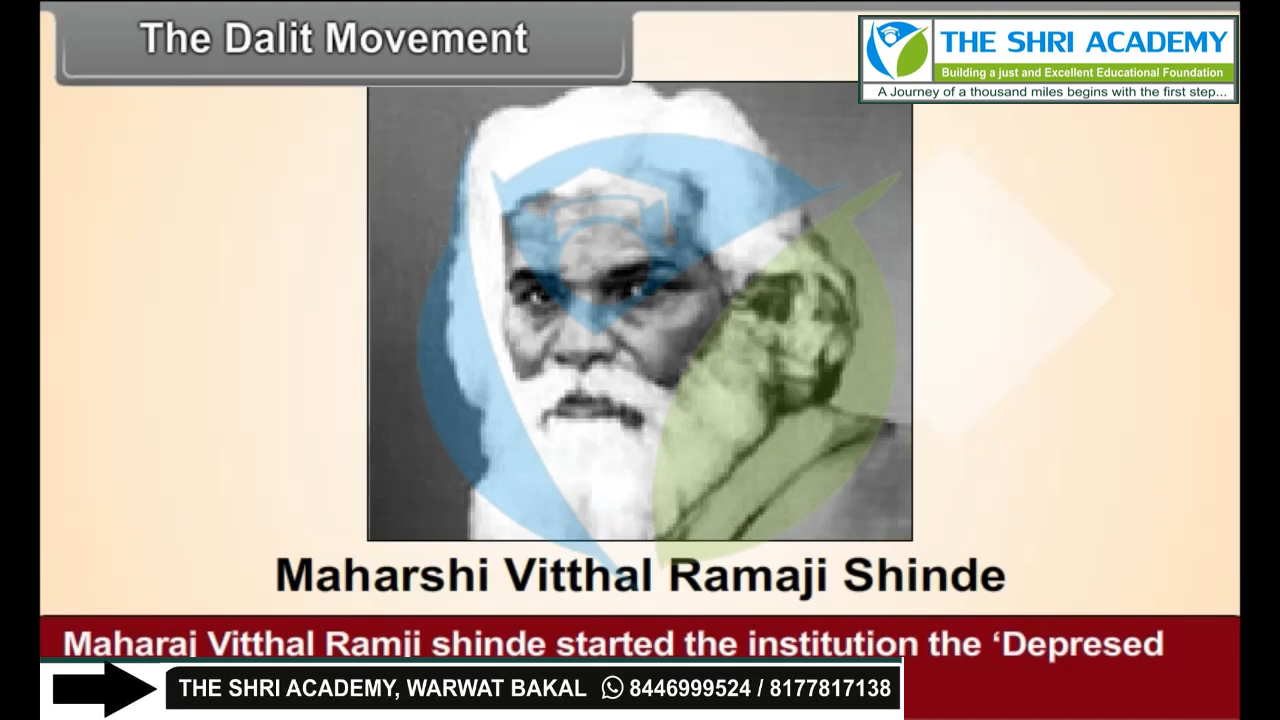 The Dalit Movement
THE SHRI ACADEMY
Building a just and Excellent Educational Foundation
A Journey of a thousand miles begins with the first step...
Maharshi Vitthal Ramaji Shinde
Maharaj Vitthal Ramji shinde started the institution the ‘Depresed
THE SHRI ACADEMY, WARWAT BAKAL 8446999524 / 8177817138